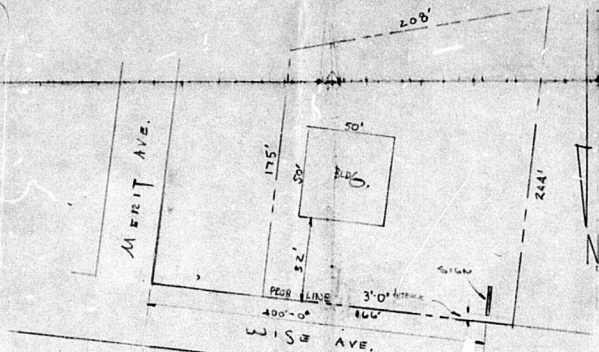 208'
MERIT AVE.
175'
50'
50'
BLDG.
32'
244'
SIGN
PROP. LINE
3'-0" SETBACK
400'-0"
166'
WISE AVE.
N